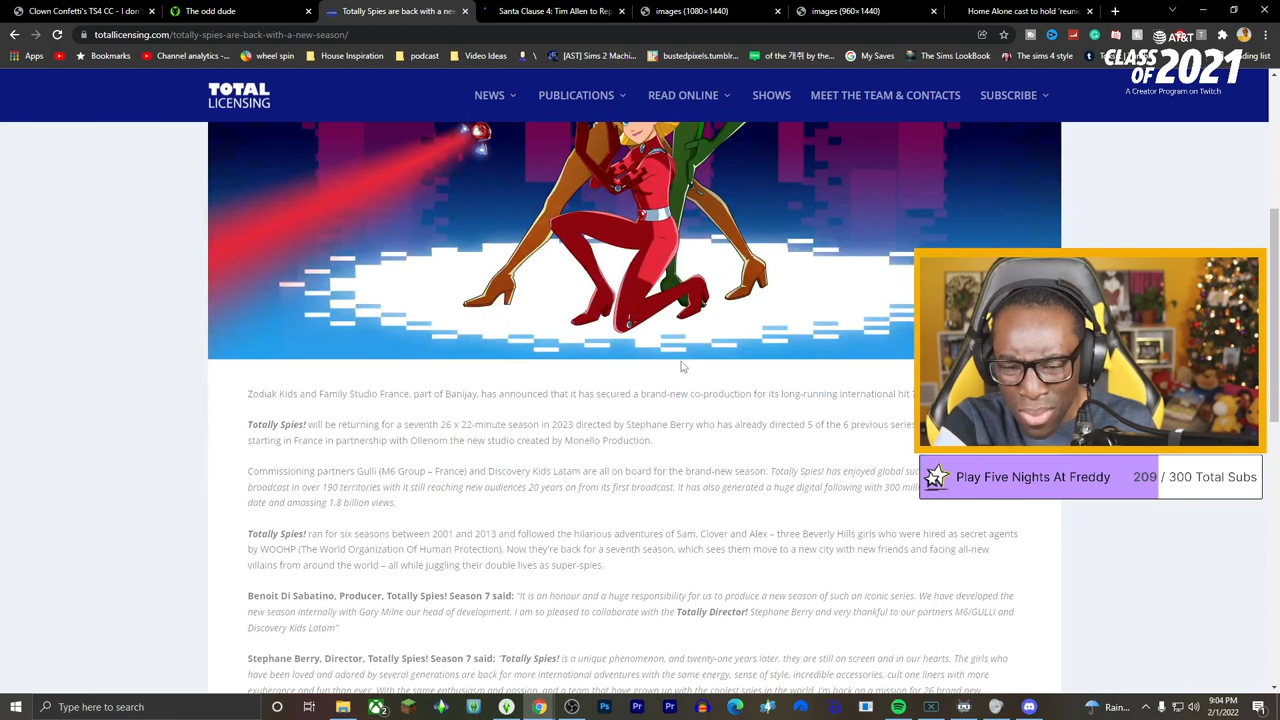 Clown Confetti's TS4 CC – I don't
The old dude
Totally Spies are back-with a new
Santa Clause 4: Tim Allen to Rep
images (1080×1440)
images (960×1440)
Home Alone cast to hold 'reuni
totallicensing.com/totally-spies-are-back-with-a-new-season/
Apps
Bookmarks
Channel analytics -...
wheel spin
House Inspiration
podcast
Video Ideas
[AST] Sims 2 Machi...
bustedpixels.tumblr...
of the 개죽 by the...
My Saves
The Sims LookBook
The Sims 4 style
AT&T
CLASS OF 2021
A Creator Program on Twitch
TOTAL
LICENSING
NEWS
PUBLICATIONS
READ ONLINE
SHOWS
MEET THE TEAM & CONTACTS
SUBSCRIBE
Zodiak Kids and Family Studio France, part of Banijay, has announced that it has secured a brand-new co-production for its long-running international hit
Totally Spies! will be returning for a seventh 26 x 22-minute season in 2023 directed by Stephane Berry who has already directed 5 of the 6 previous series
starting in France in partnership with Ollenom the new studio created by Monello Production.
Commissioning partners Gulli (M6 Group – France) and Discovery Kids Latam are all on board for the brand-new season. Totally Spies! has enjoyed global
broadcast in over 190 territories with it still reaching new audiences 20 years on from its first broadcast. It has also generated a huge digital following with 300
date and amassing 1.8 billion views.
Totally Spies! ran for six seasons between 2001 and 2013 and followed the hilarious adventures of Sam, Clover and Alex – three Beverly Hills girls who were hired as secret agents
by WOOHP (The World Organization Of Human Protection). Now they're back for a seventh season, which sees them move to a new city with new friends and facing all-new
villains from around the world – all while juggling their double lives as super-spies.
Benoit Di Sabatino, Producer, Totally Spies! Season 7 said: "It is an honour and a huge responsibility for us to produce a new season of such an iconic series. We have developed the
new season internally with Gary Milne our head of development. I am so pleased to collaborate with the Totally Director! Stephane Berry and very thankful to our partners M6/GULLI and
Discovery Kids Latam"
Stephane Berry, Director, Totally Spies! Season 7 said: "Totally Spies! is a unique phenomenon, and twenty-one years later, they are still on screen and in our hearts. The girls who
have been loved and adored by several generations are back for more international adventures with the same energy, sense of style, incredible accessories, cult one liners with more
exuberance and fun than ever. With the same enthusiasm and passion, and a team that have grown up with the coolest spies in the world, I'm back on a mission for 26 brand new
Play Five Nights At Freddy
209 / 300 Total Subs
Type here to search
Rain...
9:04 PM
2/1/2022